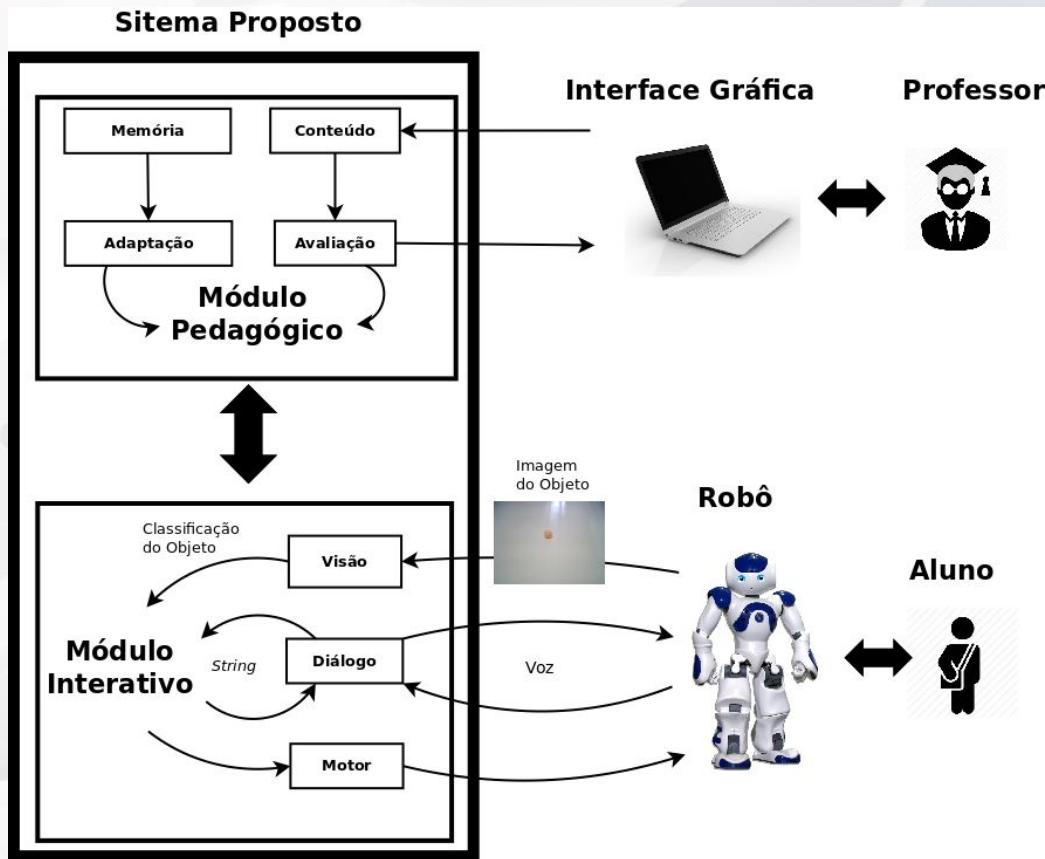 Sitema Proposto
Interface Gráfica
Professor
Memória
Conteúdo
Adaptação
Avaliação
Módulo
Pedagógico
Imagem
do Objeto
Robô
Classificação
do Objeto
Visão
Aluno
Módulo
Interativo
String
Diálogo
Voz
Motor